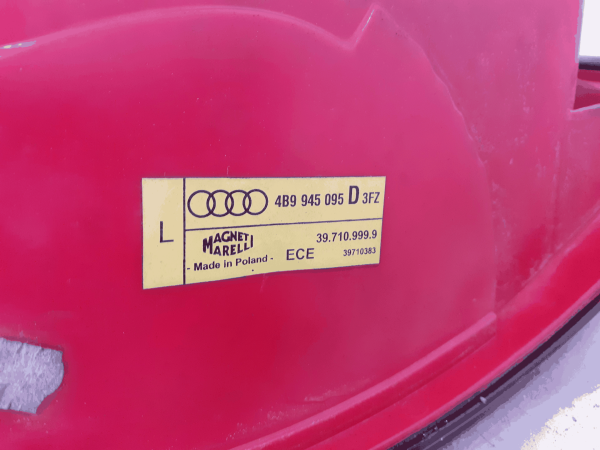 L
4B9 945 095 D 3FZ
MAGNETI
MARELLI
39.710.999.9
- Made in Poland -
ECE
39710383